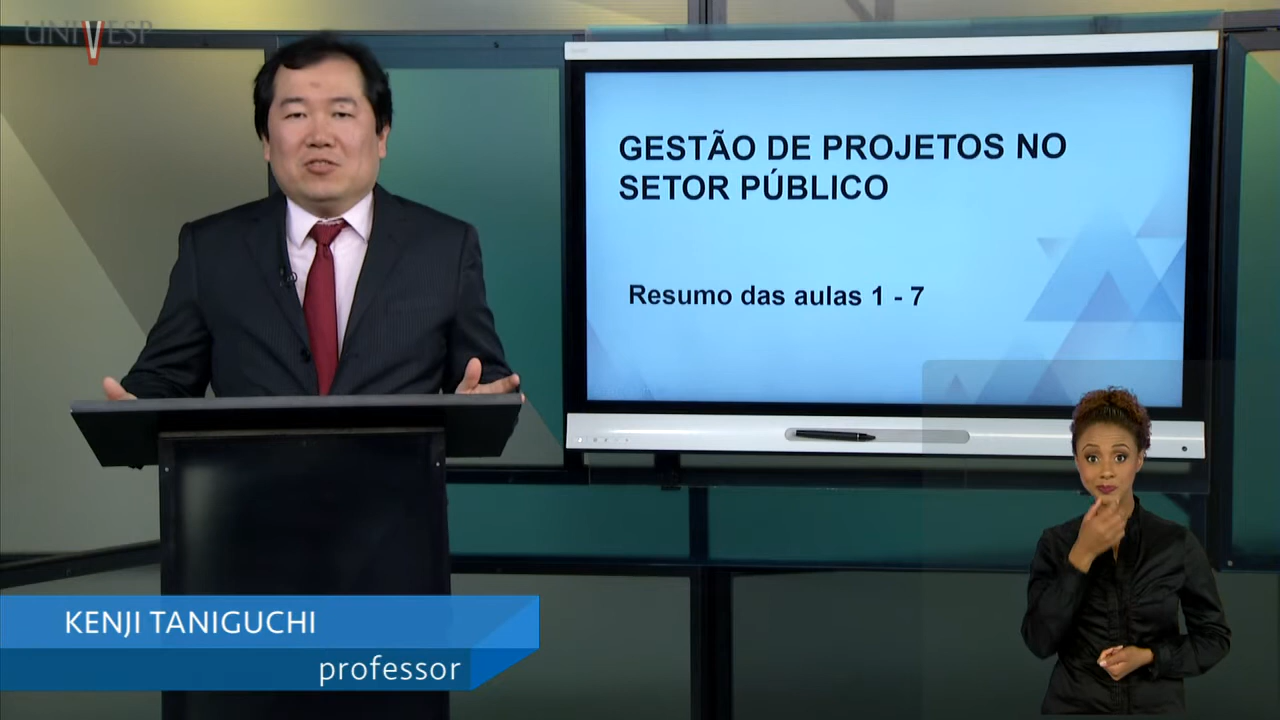 UNIVESP
GESTÃO DE PROJETOS NO
SETOR PÚBLICO
Resumo das aulas 1 - 7
KENJI TANIGUCHI
professor